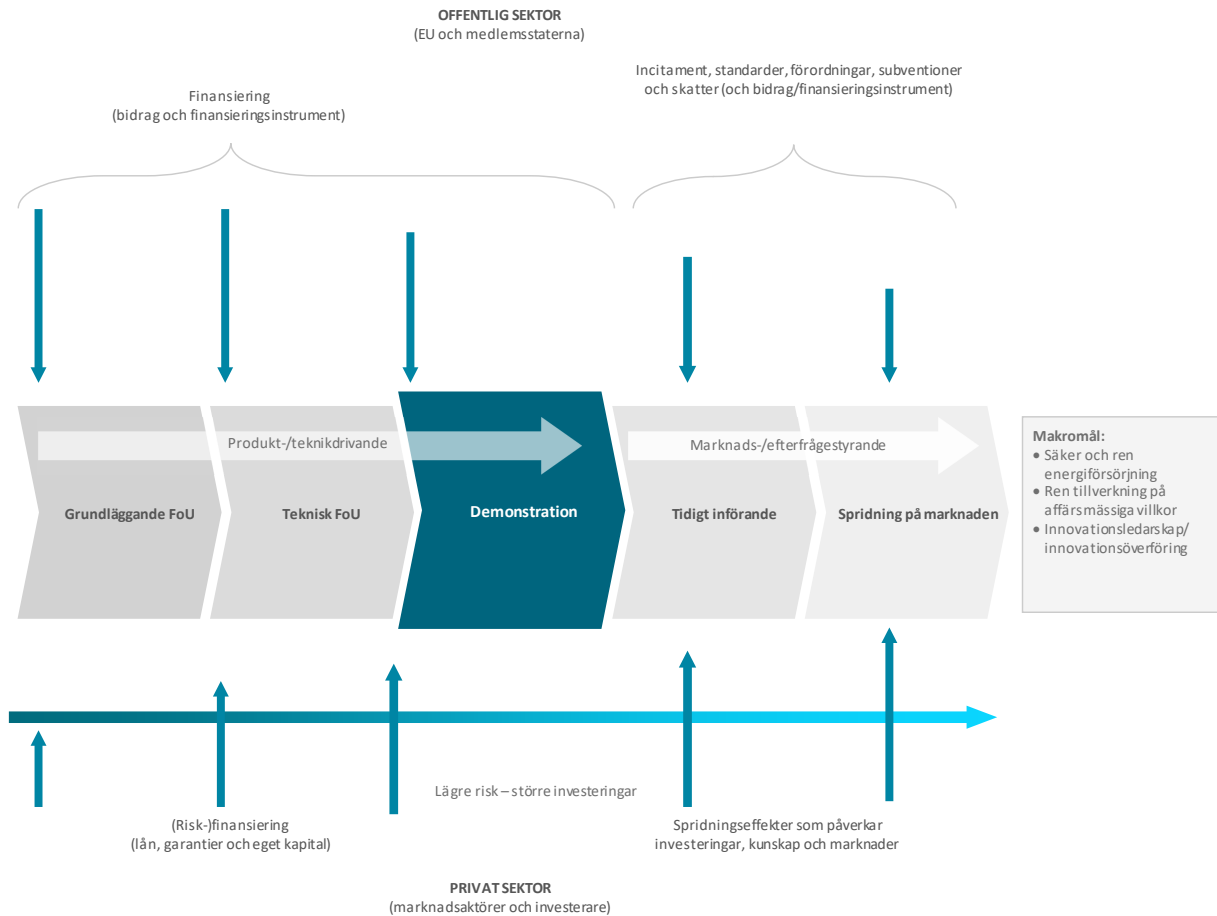 OFFENTLIG SEKTOR
(EU och medlemsstaterna)
Incitament, standarder, förordningar, subventioner
och skatter (och bidrag/finansieringsinstrument)
Finansiering
(bidrag och finansieringsinstrument)
Produkt-/teknikdrivande
Marknads-/efterfrågestyrande
Grundläggande FoU
Teknisk FoU
Demonstration
Tidigt införande
Spridning på marknaden
Makromål:
• Säker och ren
energiförsörjning
• Ren tillverkning på
affärsmässiga villkor
• Innovationsledarskap/
innovationsöverföring
Lägre risk – större investeringar
(Risk-)finansiering
(lån, garantier och eget kapital)
Spridningseffekter som påverkar
investeringar, kunskap och marknader
PRIVAT SEKTOR
(marknadsaktörer och investerare)